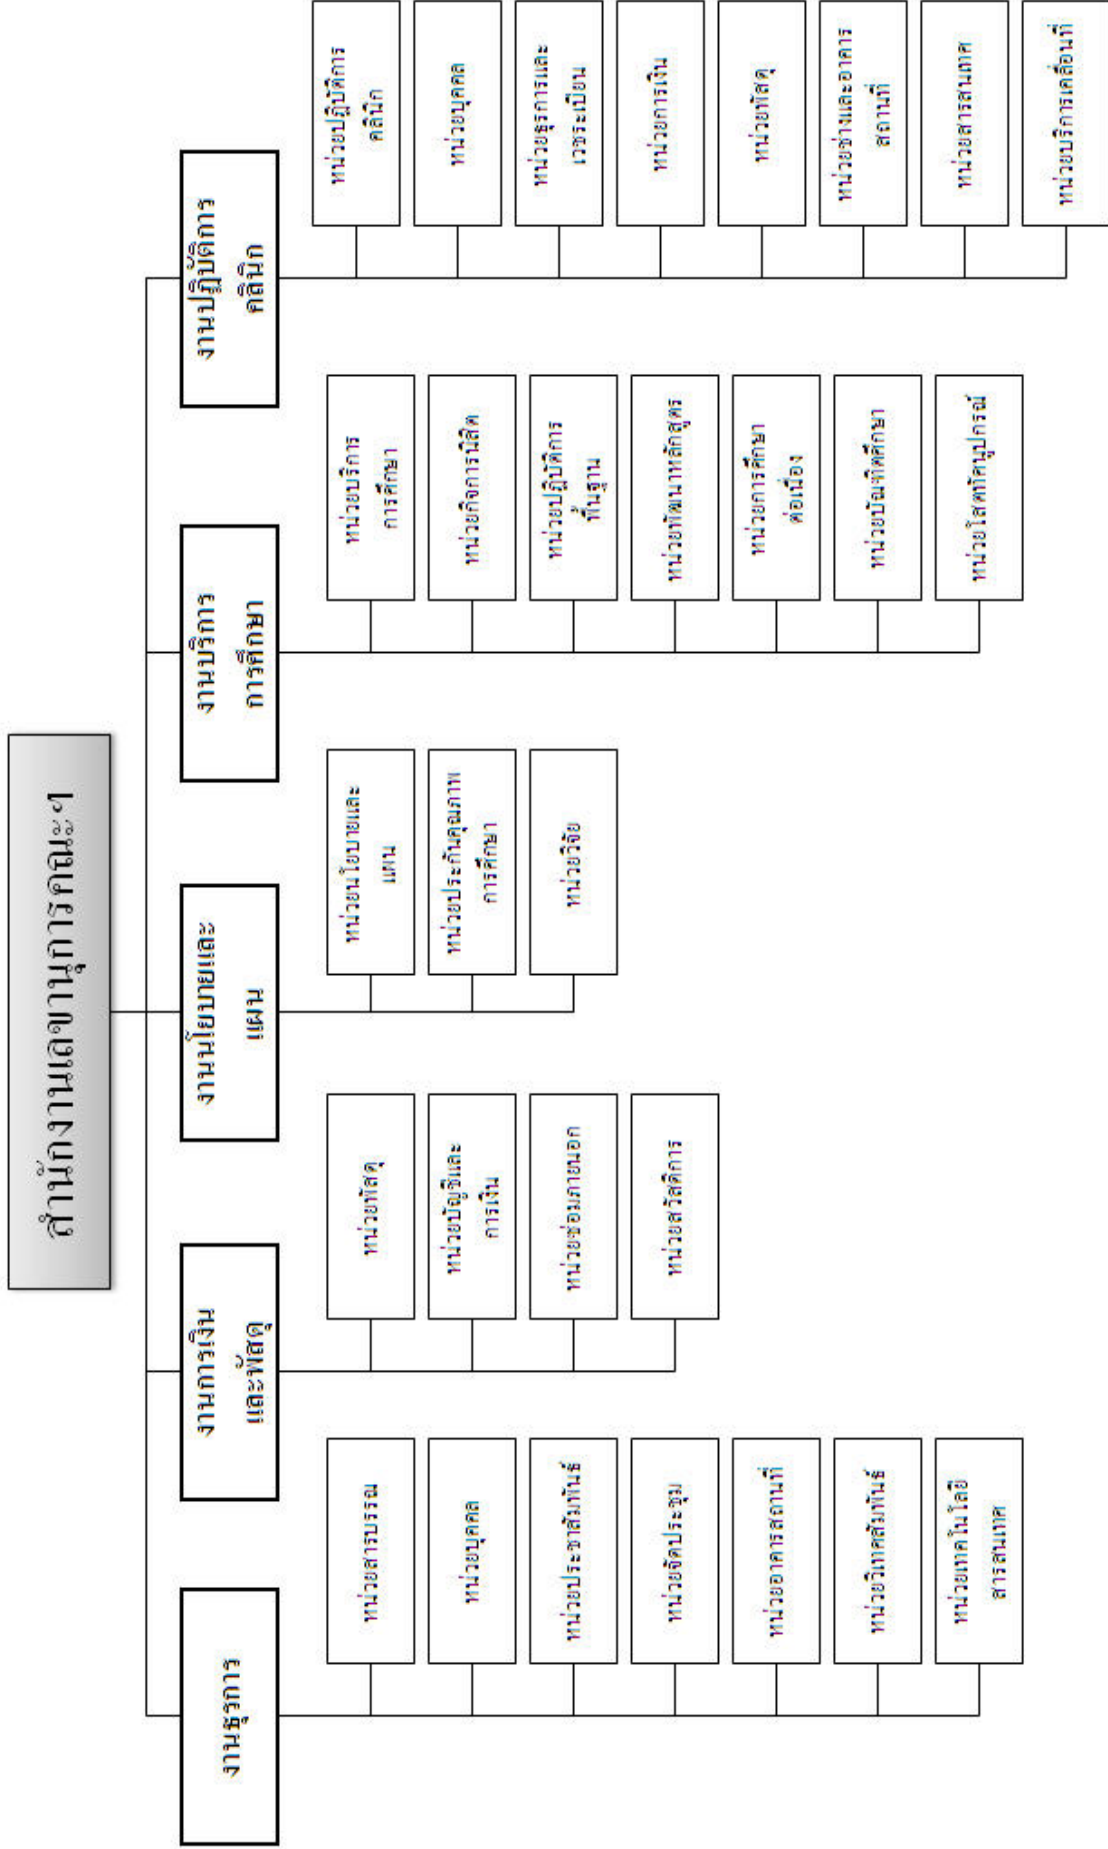 สำนักงานเลขานุการคณะฯ
งานธุรการ
หน่วยสารบรรณ
หน่วยบุคคล
หน่วยประชาสัมพันธ์
หน่วยจัดประชุม
หน่วยอาคารสถานที่
หน่วยวิเทศสัมพันธ์
หน่วยเทคโนโลยี
สารสนเทศ
งานการเงิน
และพัสดุ
หน่วยพัสดุ
หน่วยบัญชีและ
การเงิน
หน่วยซ่อมภายนอก
หน่วยสวัสดิการ
งานนโยบายและ
แผน
หน่วยนโยบายและ
แผน
หน่วยประกันคุณภาพ
การศึกษา
หน่วยวิจัย
งานบริการ
การศึกษา
หน่วยบริการ
การศึกษา
หน่วยกิจการนิสิต
หน่วยปฏิบัติการ
พื้นฐาน
หน่วยพัฒนาหลักสูตร
หน่วยการศึกษา
ต่อเนื่อง
หน่วยบัณฑิตศึกษา
หน่วยโสตทัศนูปกรณ์
งานปฏิบัติการ
คลินิก
หน่วยปฏิบัติการ
คลินิก
หน่วยบุคคล
หน่วยธุรการและ
เวชระเบียน
หน่วยการเงิน
หน่วยพัสดุ
หน่วยช่างและอาคาร
สถานที่
หน่วยสารสนเทศ
หน่วยบริการเคลื่อนที่